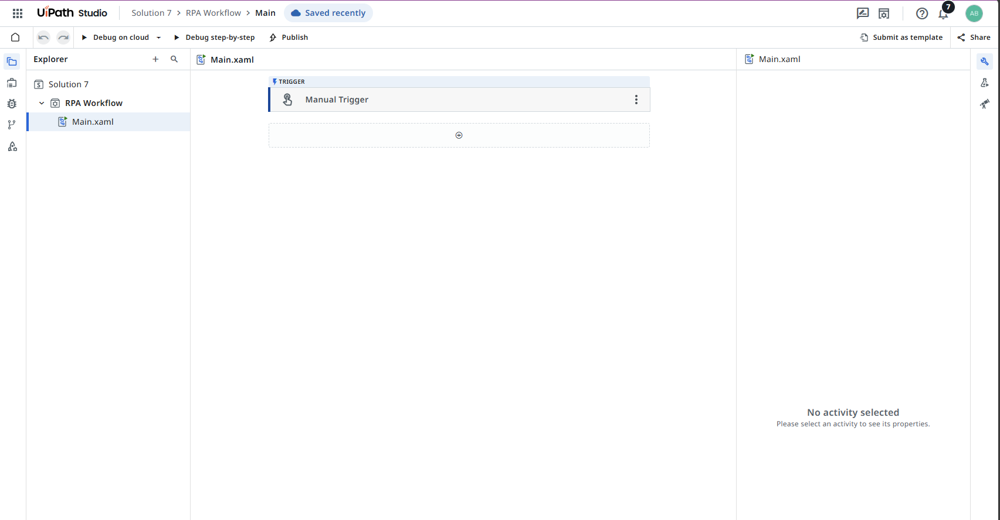 UiPath Studio
Solution 7 > RPA Workflow > Main
Saved recently
7
AB
Debug on cloud
Debug step-by-step
Publish
Submit as template
Share
Explorer
Main.xaml
Main.xaml
TRIGGER
Solution 7
Manual Trigger
RPA Workflow
Main.xaml
No activity selected
Please select an activity to see its properties.